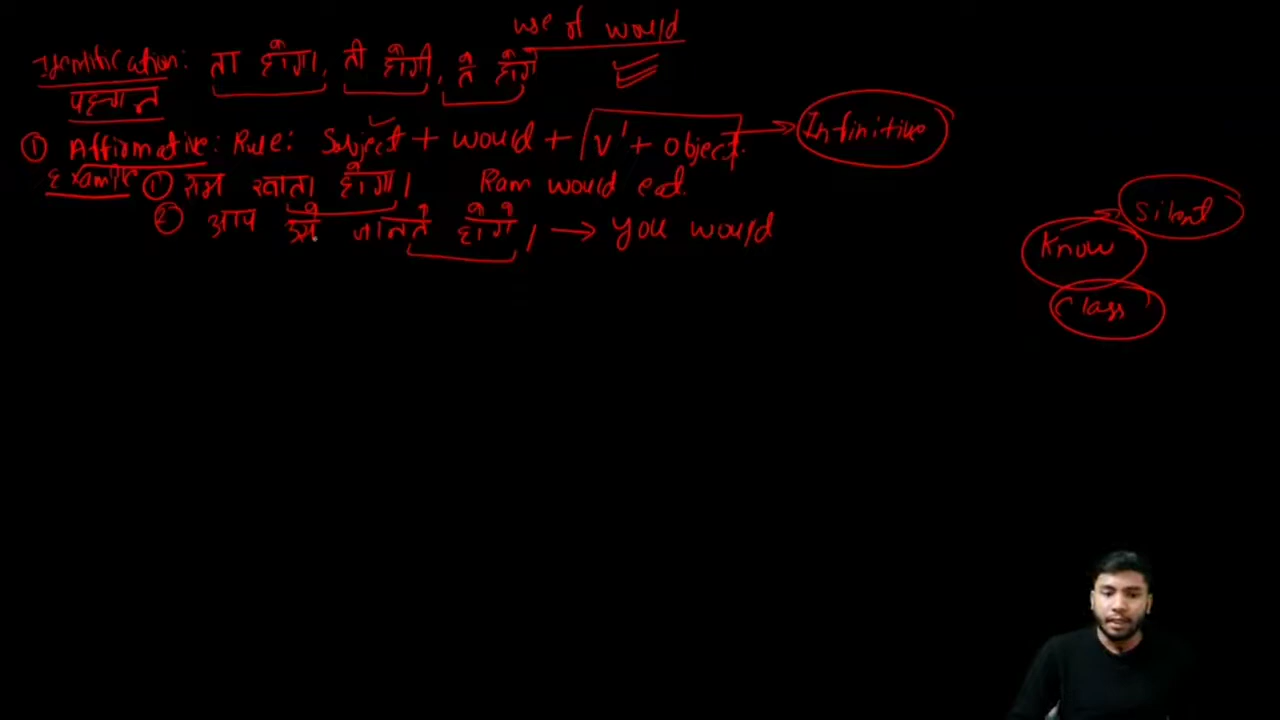 use of would
Identification: ता होगा, ती होगी, ते होंगे
पहचान
① Affirmative: Rule: Subject + would + V¹ + object. → Infinitive
Example ① राम खाता होगा। Ram would eat.
② आप उसे जानते होंगे, → You would
Silent
Know
Class